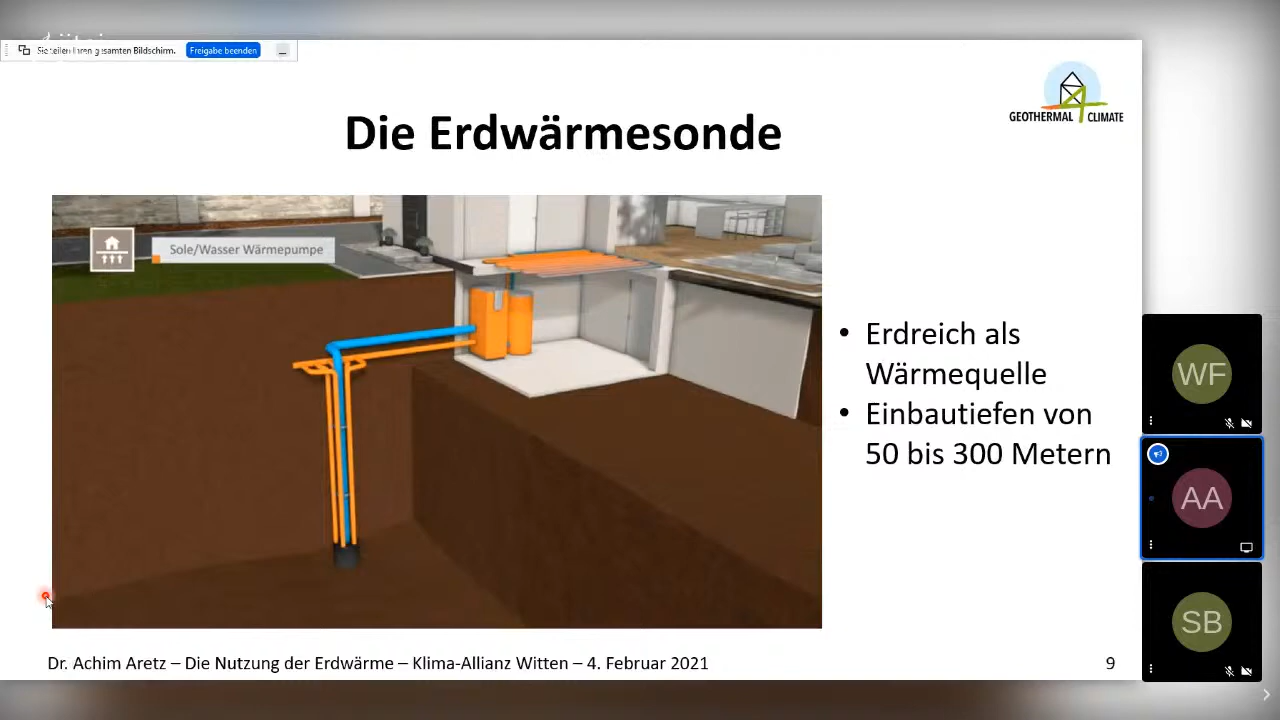 Sie teilen Ihren gesamten Bildschirm. Freigabe beenden
GEOTHERMAL 4 CLIMATE
Die Erdwärmesonde
Sole/Wasser Wärmepumpe
• Erdreich als
Wärmequelle
• Einbautiefen von
50 bis 300 Metern
WF
AA
SB
Dr. Achim Aretz – Die Nutzung der Erdwärme – Klima-Allianz Witten – 4. Februar 2021
9